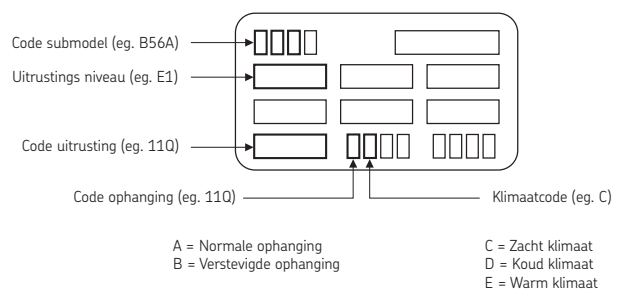 Code submodel (eg. B56A)
Uitrustings niveau (eg. E1)
Code uitrusting (eg. 11Q)
Code ophanging (eg. 11Q)
Klimaatcode (eg. C)
A = Normale ophanging
B = Verstevigde ophanging
C = Zacht klimaat
D = Koud klimaat
E = Warm klimaat